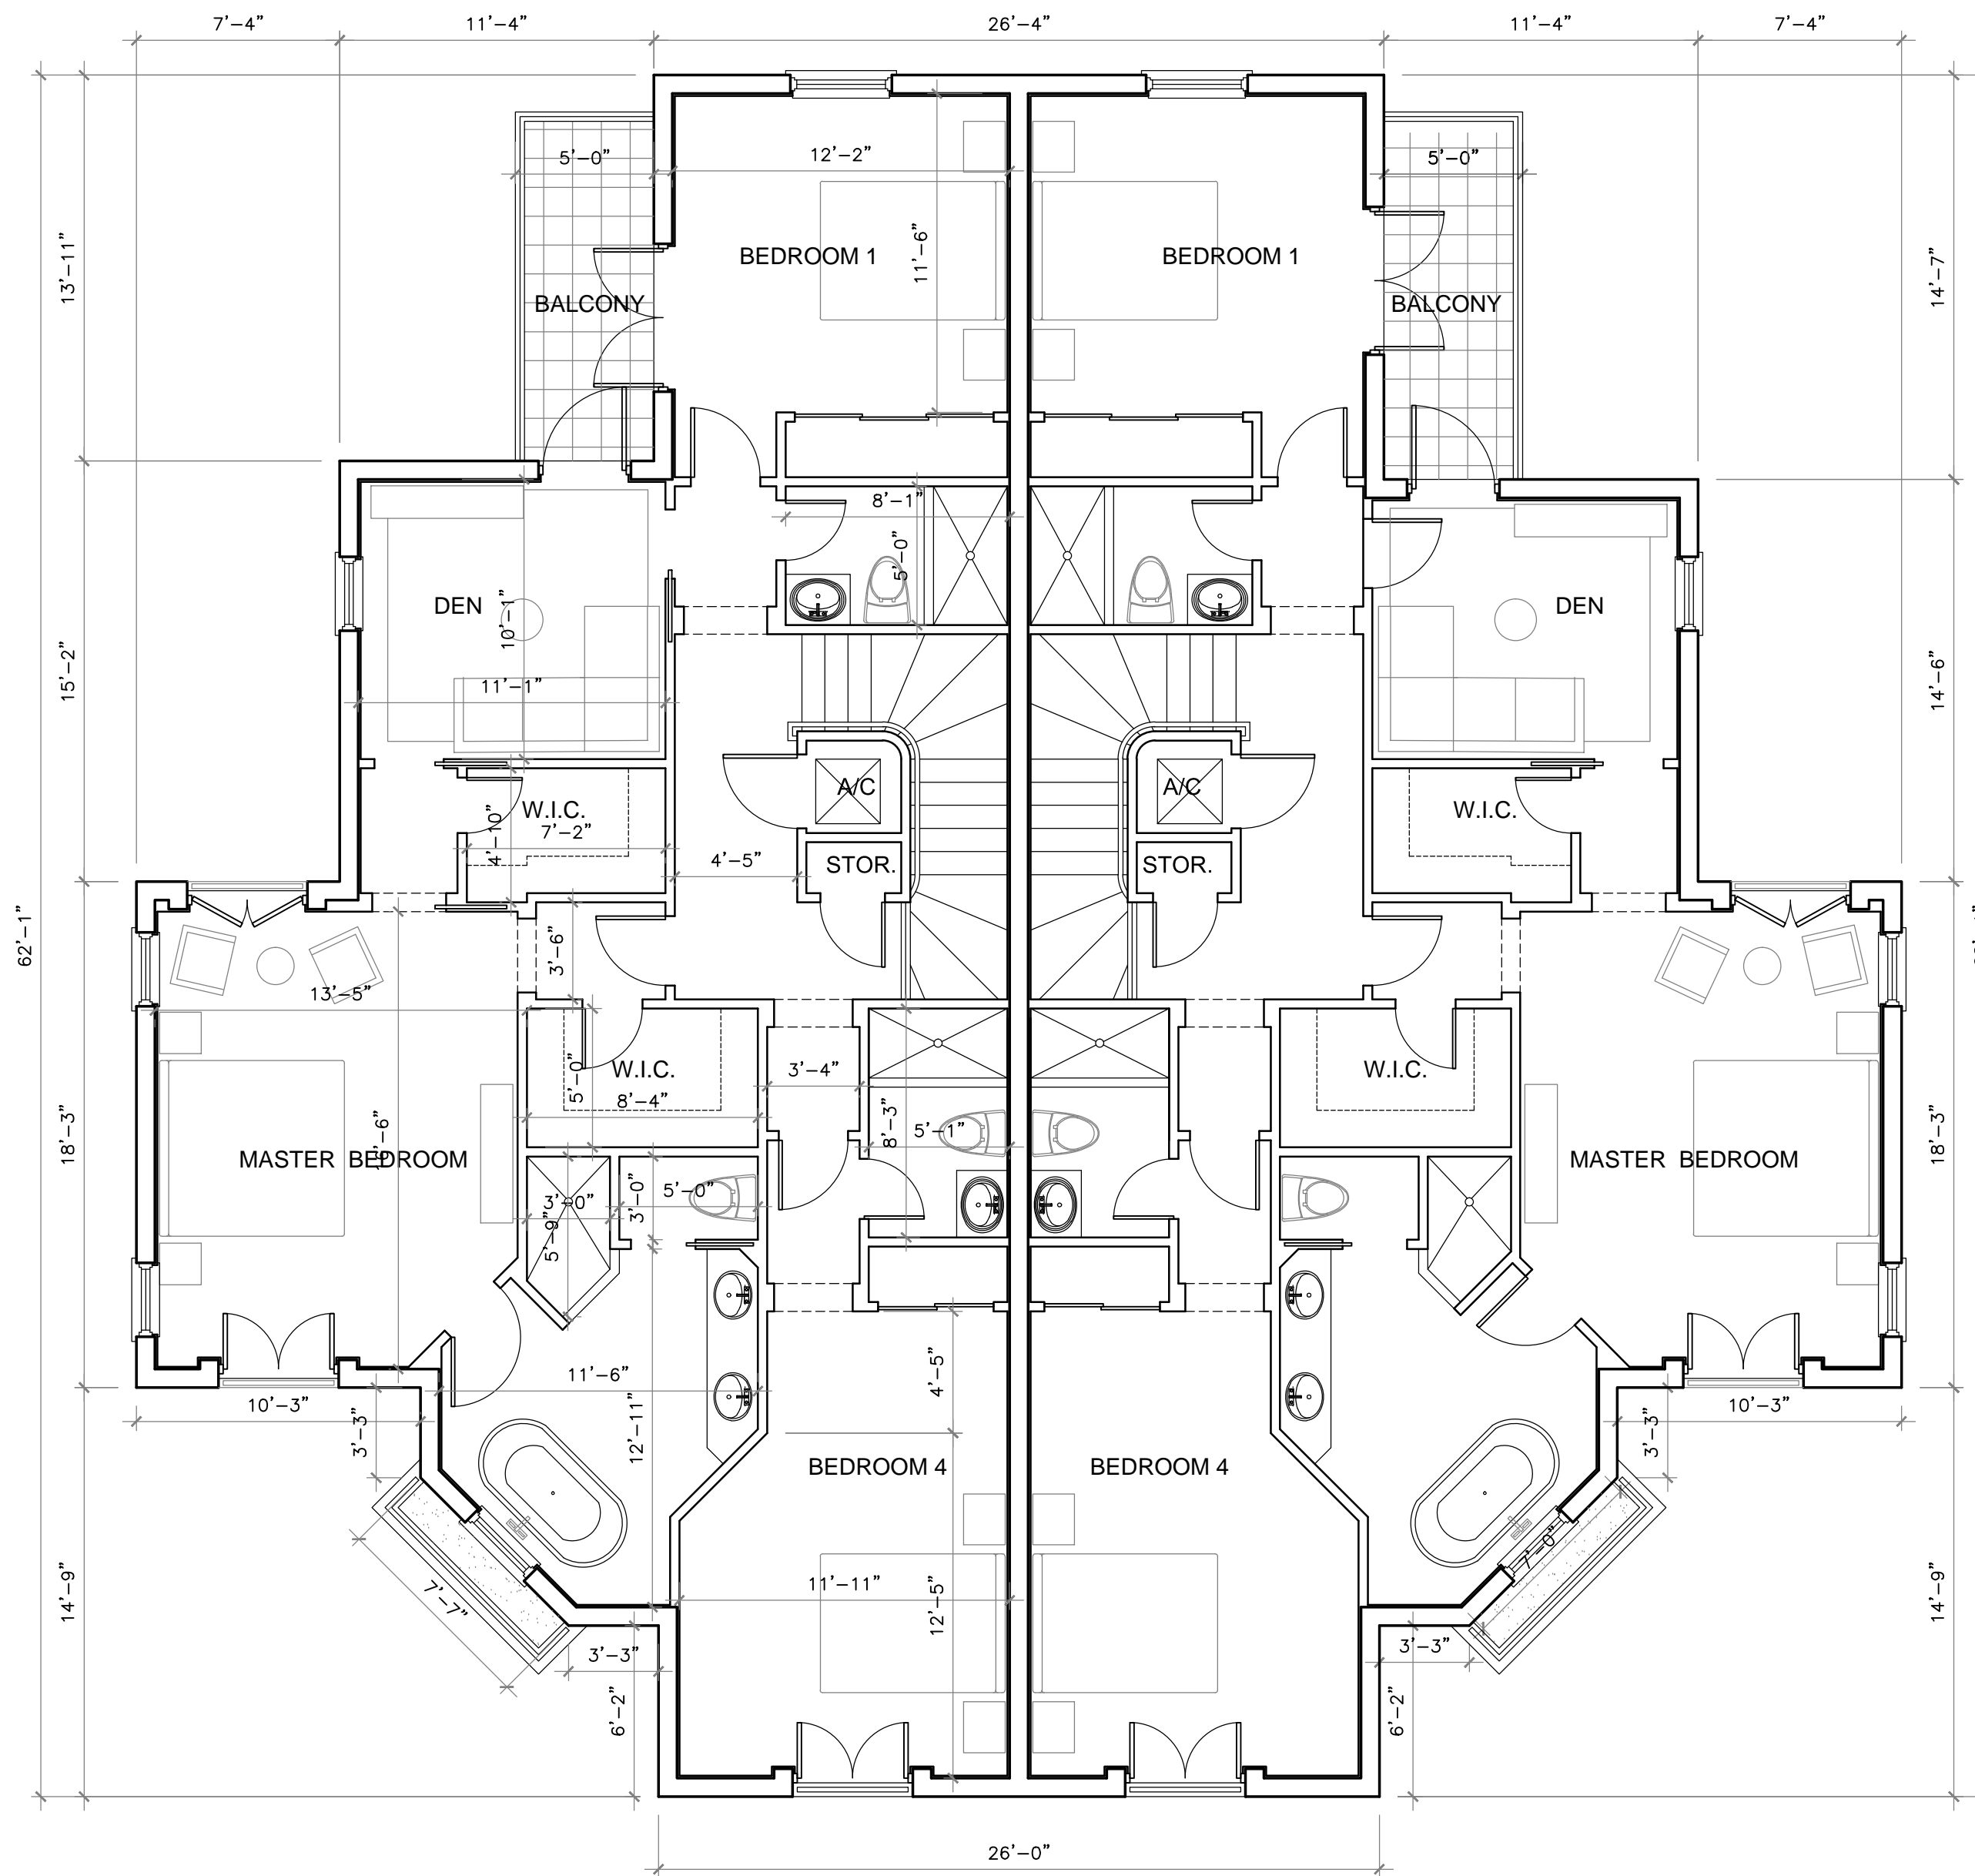 7'-4" 11'-4" 26'-4" 11'-4" 7'-4"
5'-0" 12'-2" 5'-0"
13'-11" 11'-6" 14'-7"
BEDROOM 1 BEDROOM 1
BALCONY BALCONY
8'-1"
5'-0"
DEN 10'-1" DEN
15'-2" 11'-1" 14'-6"
A/C A/C
W.I.C. W.I.C.
4'-10" 7'-2"
4'-5" STOR. STOR.
62'-1"
3'-6"
13'-5"
W.I.C. W.I.C.
5'-0" 3'-4"
8'-4"
8'-3" 5'-1"
18'-3" 18'-3"
MASTER BEDROOM MASTER BEDROOM
3'-0" 3'-0" 5'-0"
5'-9"
11'-6" 4'-5"
10'-3" 10'-3"
3'-3" 12'-11" 3'-3"
BEDROOM 4 BEDROOM 4
7'-0"
11'-11"
14'-9" 7'-7" 12'-5" 14'-9"
3'-3" 3'-3"
6'-2" 6'-2"
26'-0"